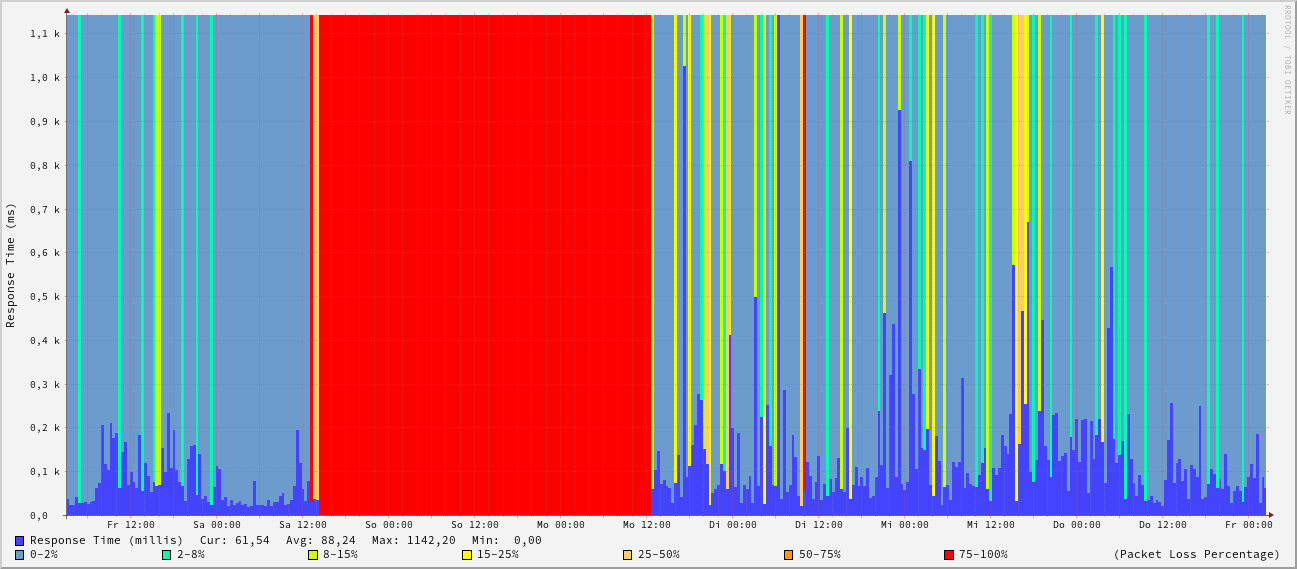 RRDTOOL / TOBI OETIKER
Response Time (ms)
1,1 k
1,0 k
0,9 k
0,8 k
0,7 k
0,6 k
0,5 k
0,4 k
0,3 k
0,2 k
0,1 k
0,0
Fr 12:00 Sa 00:00 Sa 12:00 So 00:00 So 12:00 Mo 00:00 Mo 12:00 Di 00:00 Di 12:00 Mi 00:00 Mi 12:00 Do 00:00 Do 12:00 Fr 00:00
Response Time (millis) Cur: 61,54 Avg: 88,24 Max: 1142,20 Min: 0,00
0-2% 2-8% 8-15% 15-25% 25-50% 50-75% 75-100% (Packet Loss Percentage)